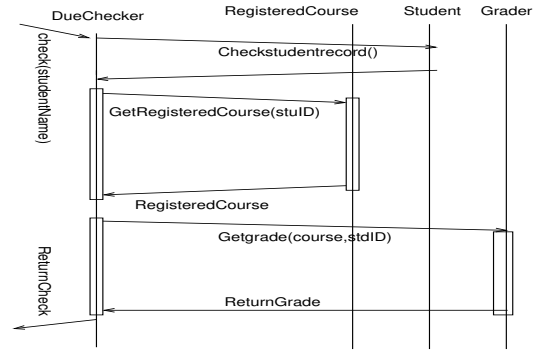 DueChecker
RegisteredCourse
Student
Grader
check(studentName)
Checkstudentrecord()
GetRegisteredCourse(stuID)
RegisteredCourse
Getgrade(course,stdID)
ReturnCheck
ReturnGrade